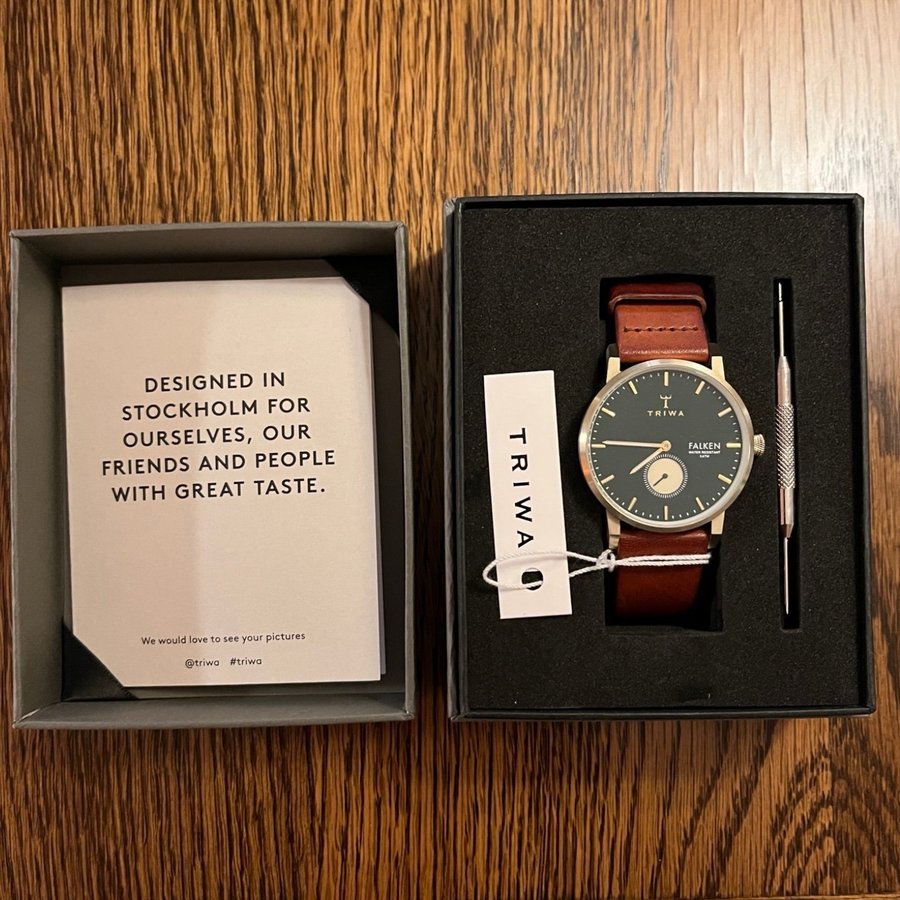 DESIGNED IN
STOCKHOLM FOR
OURSELVES, OUR
FRIENDS AND PEOPLE
WITH GREAT TASTE.
We would love to see your pictures
@triwa #triwa
TRIWA
TRIWA
FALKEN
WATER RESISTANT